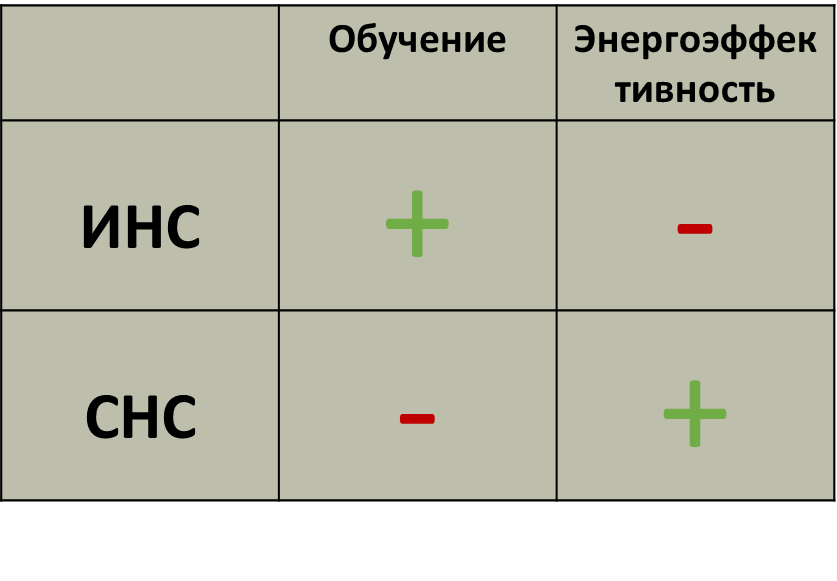 Обучение
Энергоэффек
тивность
ИНС
+
-
СНС
-
+